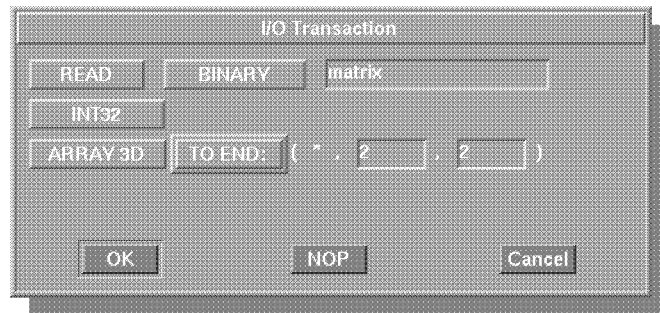 I/O Transaction
READ BINARY matrix
INT32
ARRAY 3D TO END: ( * , 2 , 2 )
OK NOP Cancel